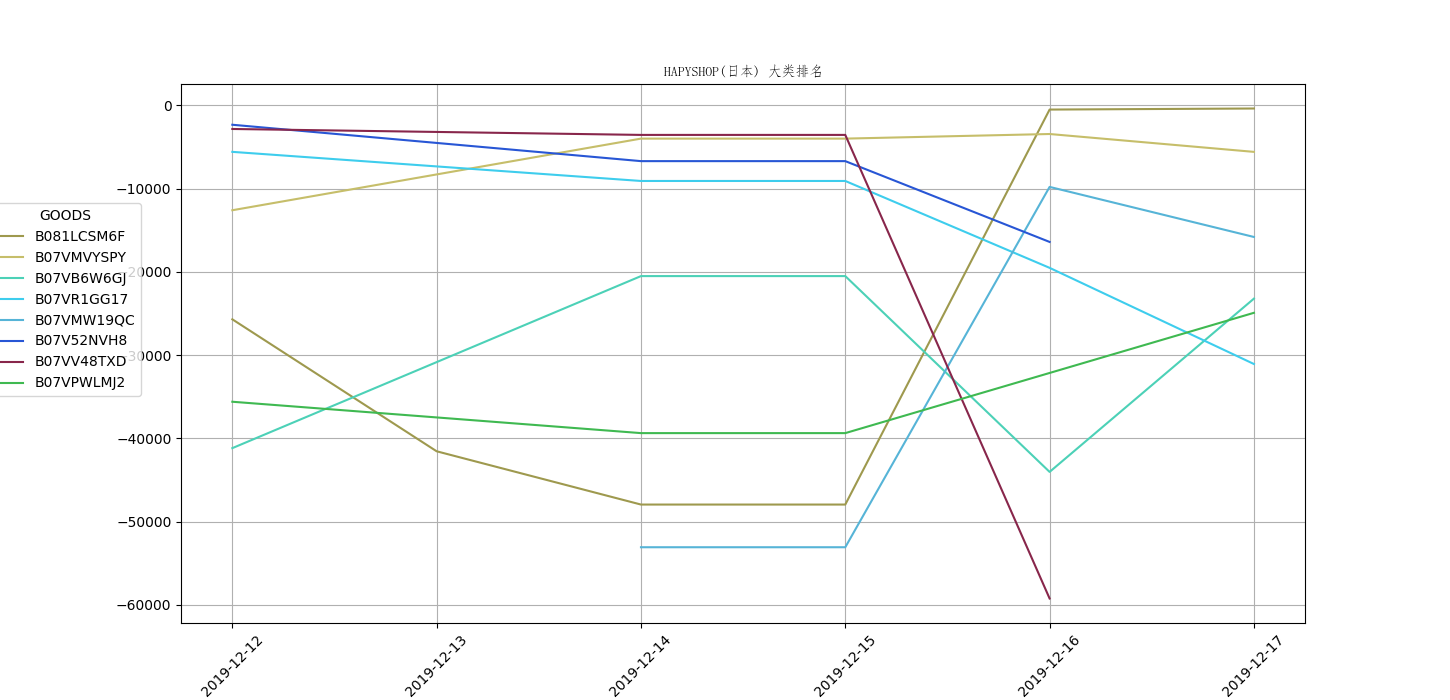 HAPYSHOP(日本) 大类排名
0
−10000
−20000
−30000
−40000
−50000
−60000
GOODS
B081LCSM6F
B07VMVYSPY
B07VB6W6GJ
B07VR1GG17
B07VMW19QC
B07V52NVH8
B07VV48TXD
B07VPWLMJ2
2019-12-12
2019-12-13
2019-12-14
2019-12-15
2019-12-16
2019-12-17